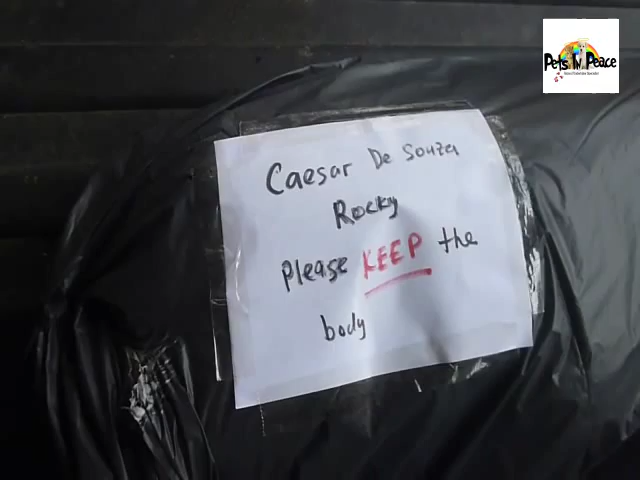 Pets In Peace
Caesar De Souza
Rocky
Please KEEP the
body